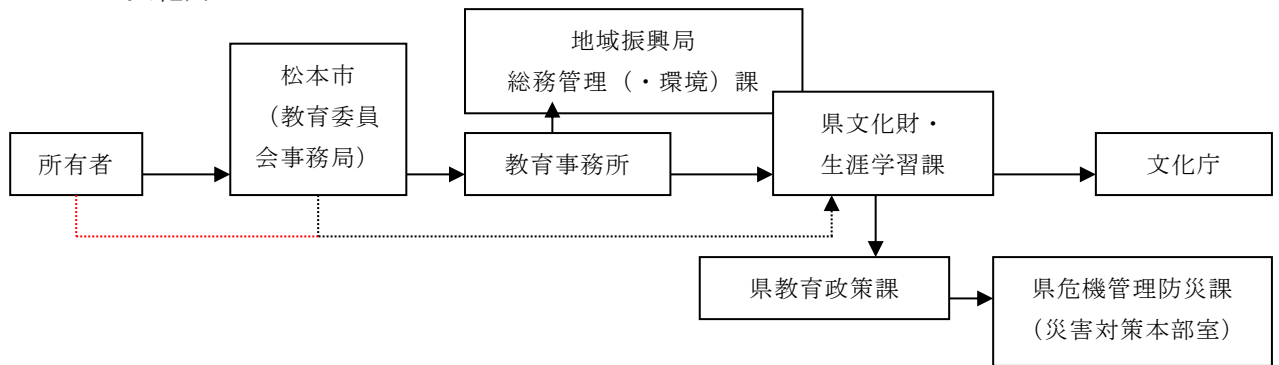 地域振興局
総務管理（・環境）課
松本市
（教育委員
会事務局）
県文化財・
生涯学習課
所有者
教育事務所
文化庁
県教育政策課
県危機管理防災課
（災害対策本部室）